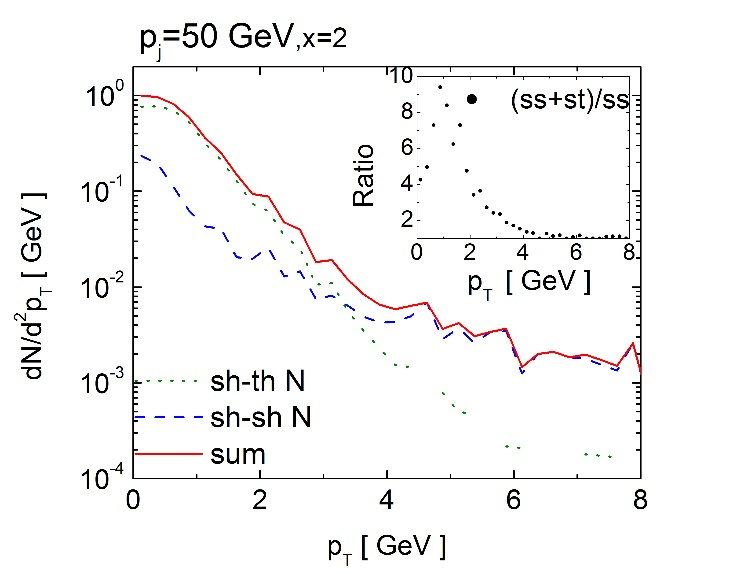 p_j=50 GeV,x=2
10^0
10^-1
10^-2
10^-3
10^-4
dN/d^2p_T [ GeV ]
0 2 4 6 8
p_T [ GeV ]
sh-th N
sh-sh N
sum
10
8
6
4
2
Ratio
(ss+st)/ss
0 2 4 6 8
p_T [ GeV ]